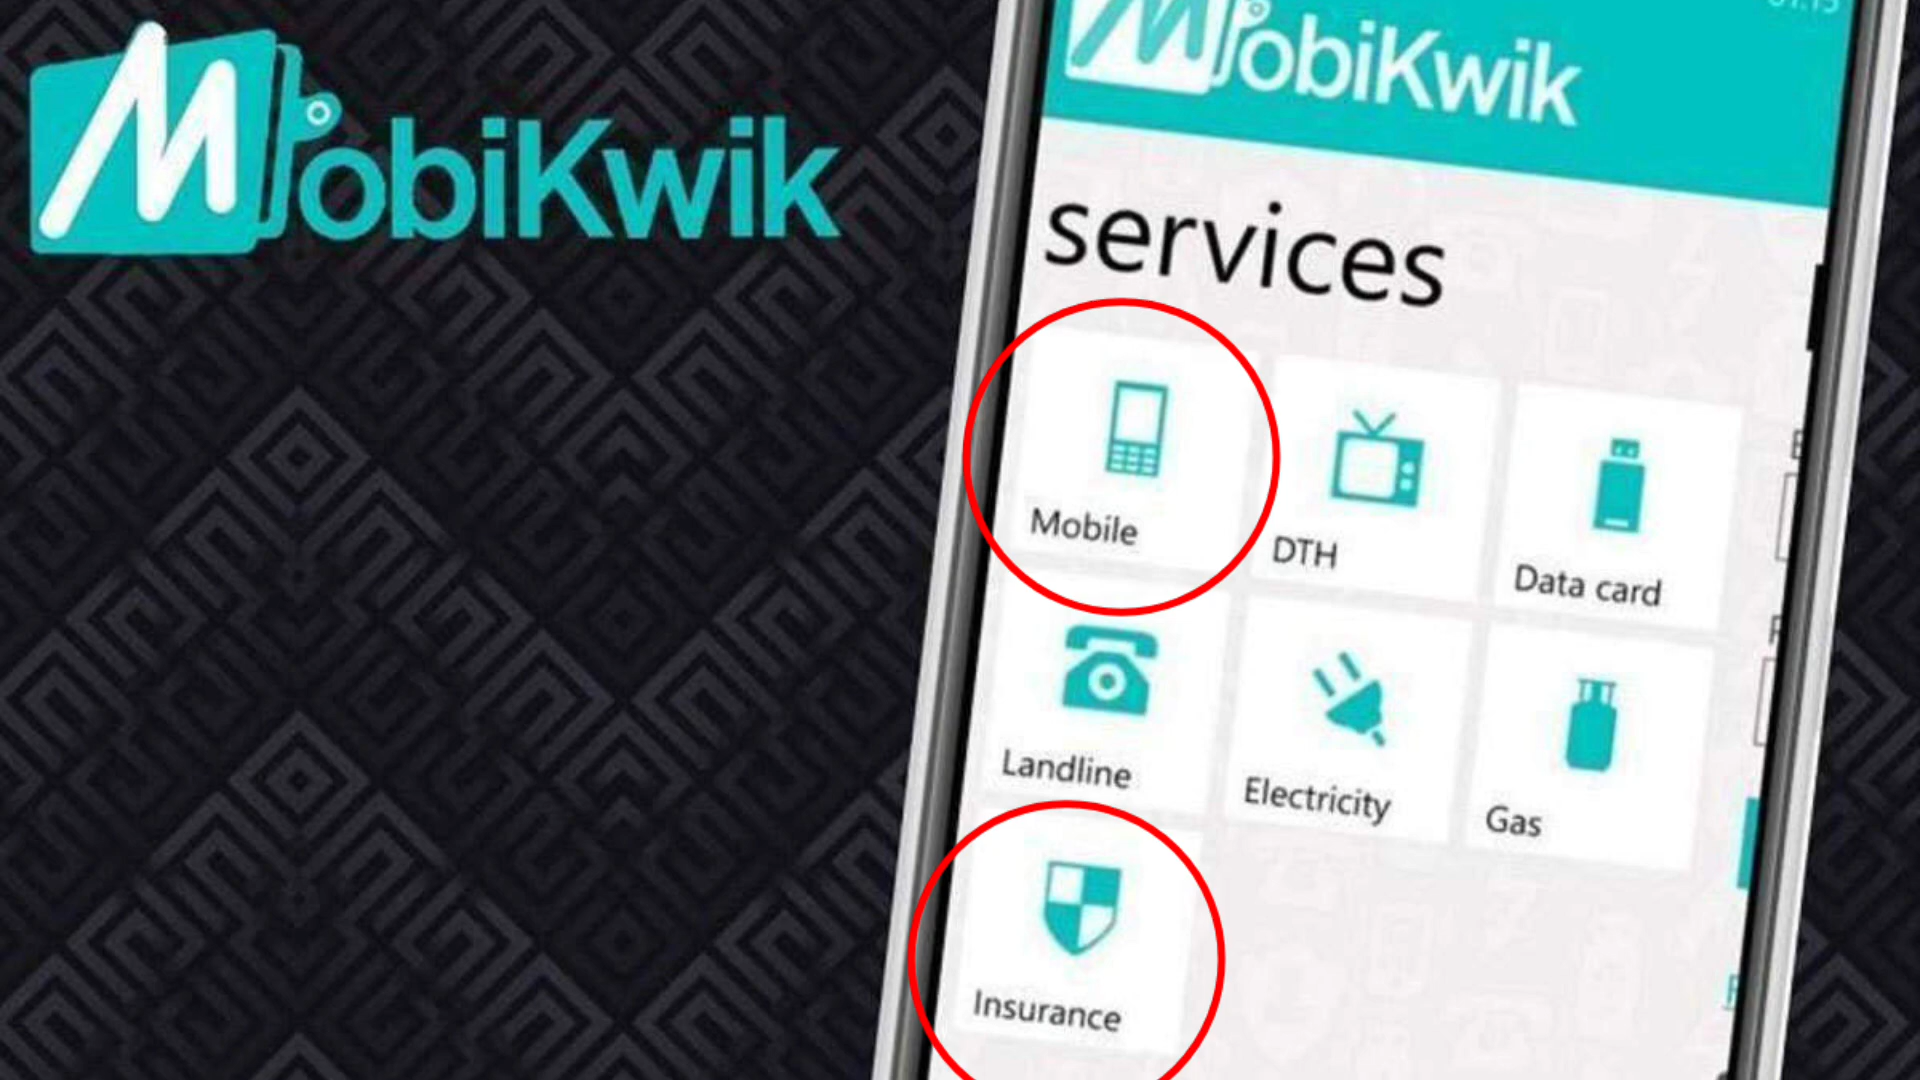 MobiKwik
MobiKwik
services
Mobile
DTH
Data card
Landline
Electricity
Gas
Insurance